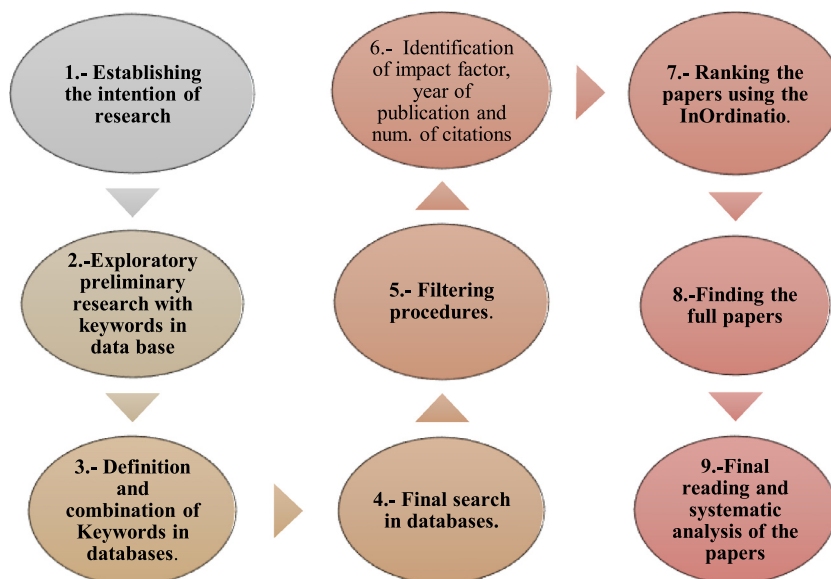 1.- Establishing
the intention of
research
2.-Exploratory
preliminary
research with
keywords in
data base
3.- Definition
and
combination of
Keywords in
databases.
4.- Final search
in databases.
5.- Filtering
procedures.
6.- Identification
of impact factor,
year of
publication and
num. of citations
7.- Ranking the
papers using the
InOrdinatio.
8.-Finding the
full papers
9.-Final
reading and
systematic
analysis of the
papers